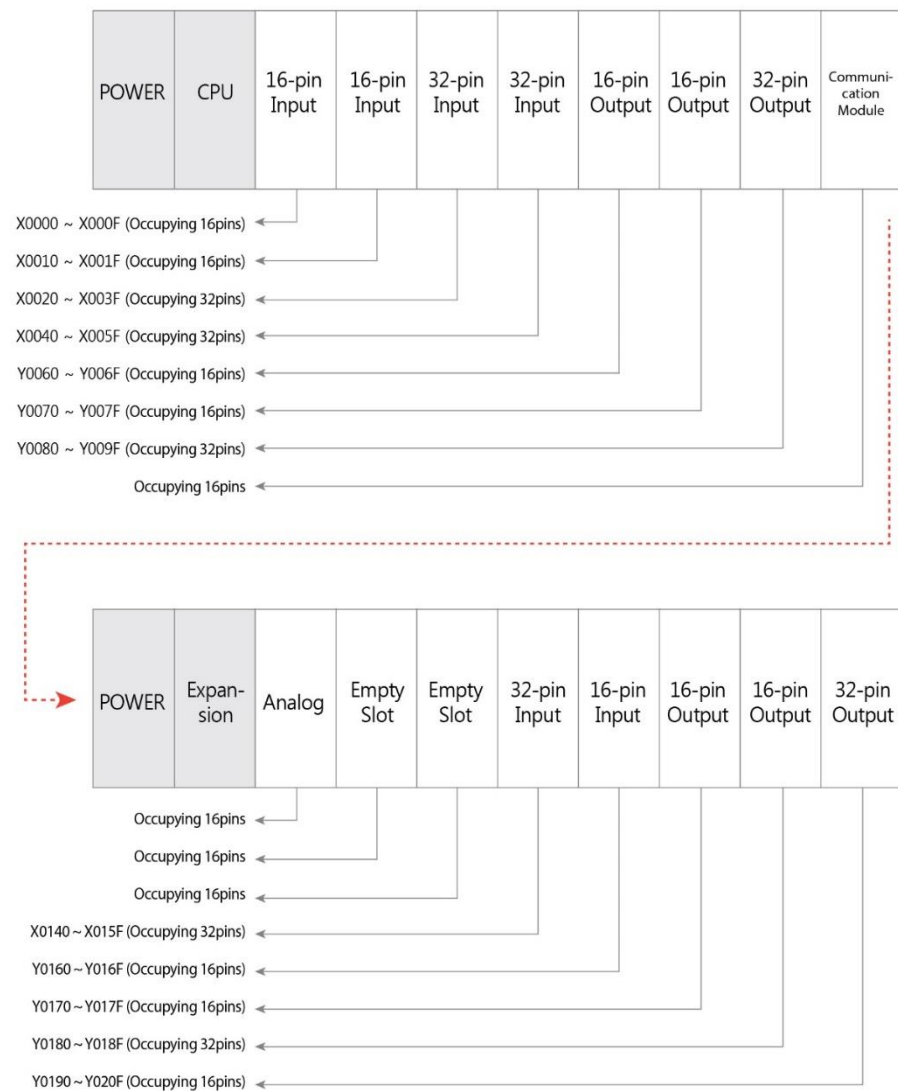 POWER
CPU
16-pin
Input
16-pin
Input
32-pin
Input
32-pin
Input
16-pin
Output
16-pin
Output
32-pin
Output
Communi-
cation
Module
X0000 ~ X000F (Occupying 16pins)
X0010 ~ X001F (Occupying 16pins)
X0020 ~ X003F (Occupying 32pins)
X0040 ~ X005F (Occupying 32pins)
Y0060 ~ Y006F (Occupying 16pins)
Y0070 ~ Y007F (Occupying 16pins)
Y0080 ~ Y009F (Occupying 32pins)
Occupying 16pins
POWER
Expan-
sion
Analog
Empty
Slot
Empty
Slot
32-pin
Input
16-pin
Input
16-pin
Output
16-pin
Output
32-pin
Output
Occupying 16pins
Occupying 16pins
Occupying 16pins
X0140 ~ X015F (Occupying 32pins)
Y0160 ~ Y016F (Occupying 16pins)
Y0170 ~ Y017F (Occupying 16pins)
Y0180 ~ Y018F (Occupying 32pins)
Y0190 ~ Y020F (Occupying 16pins)